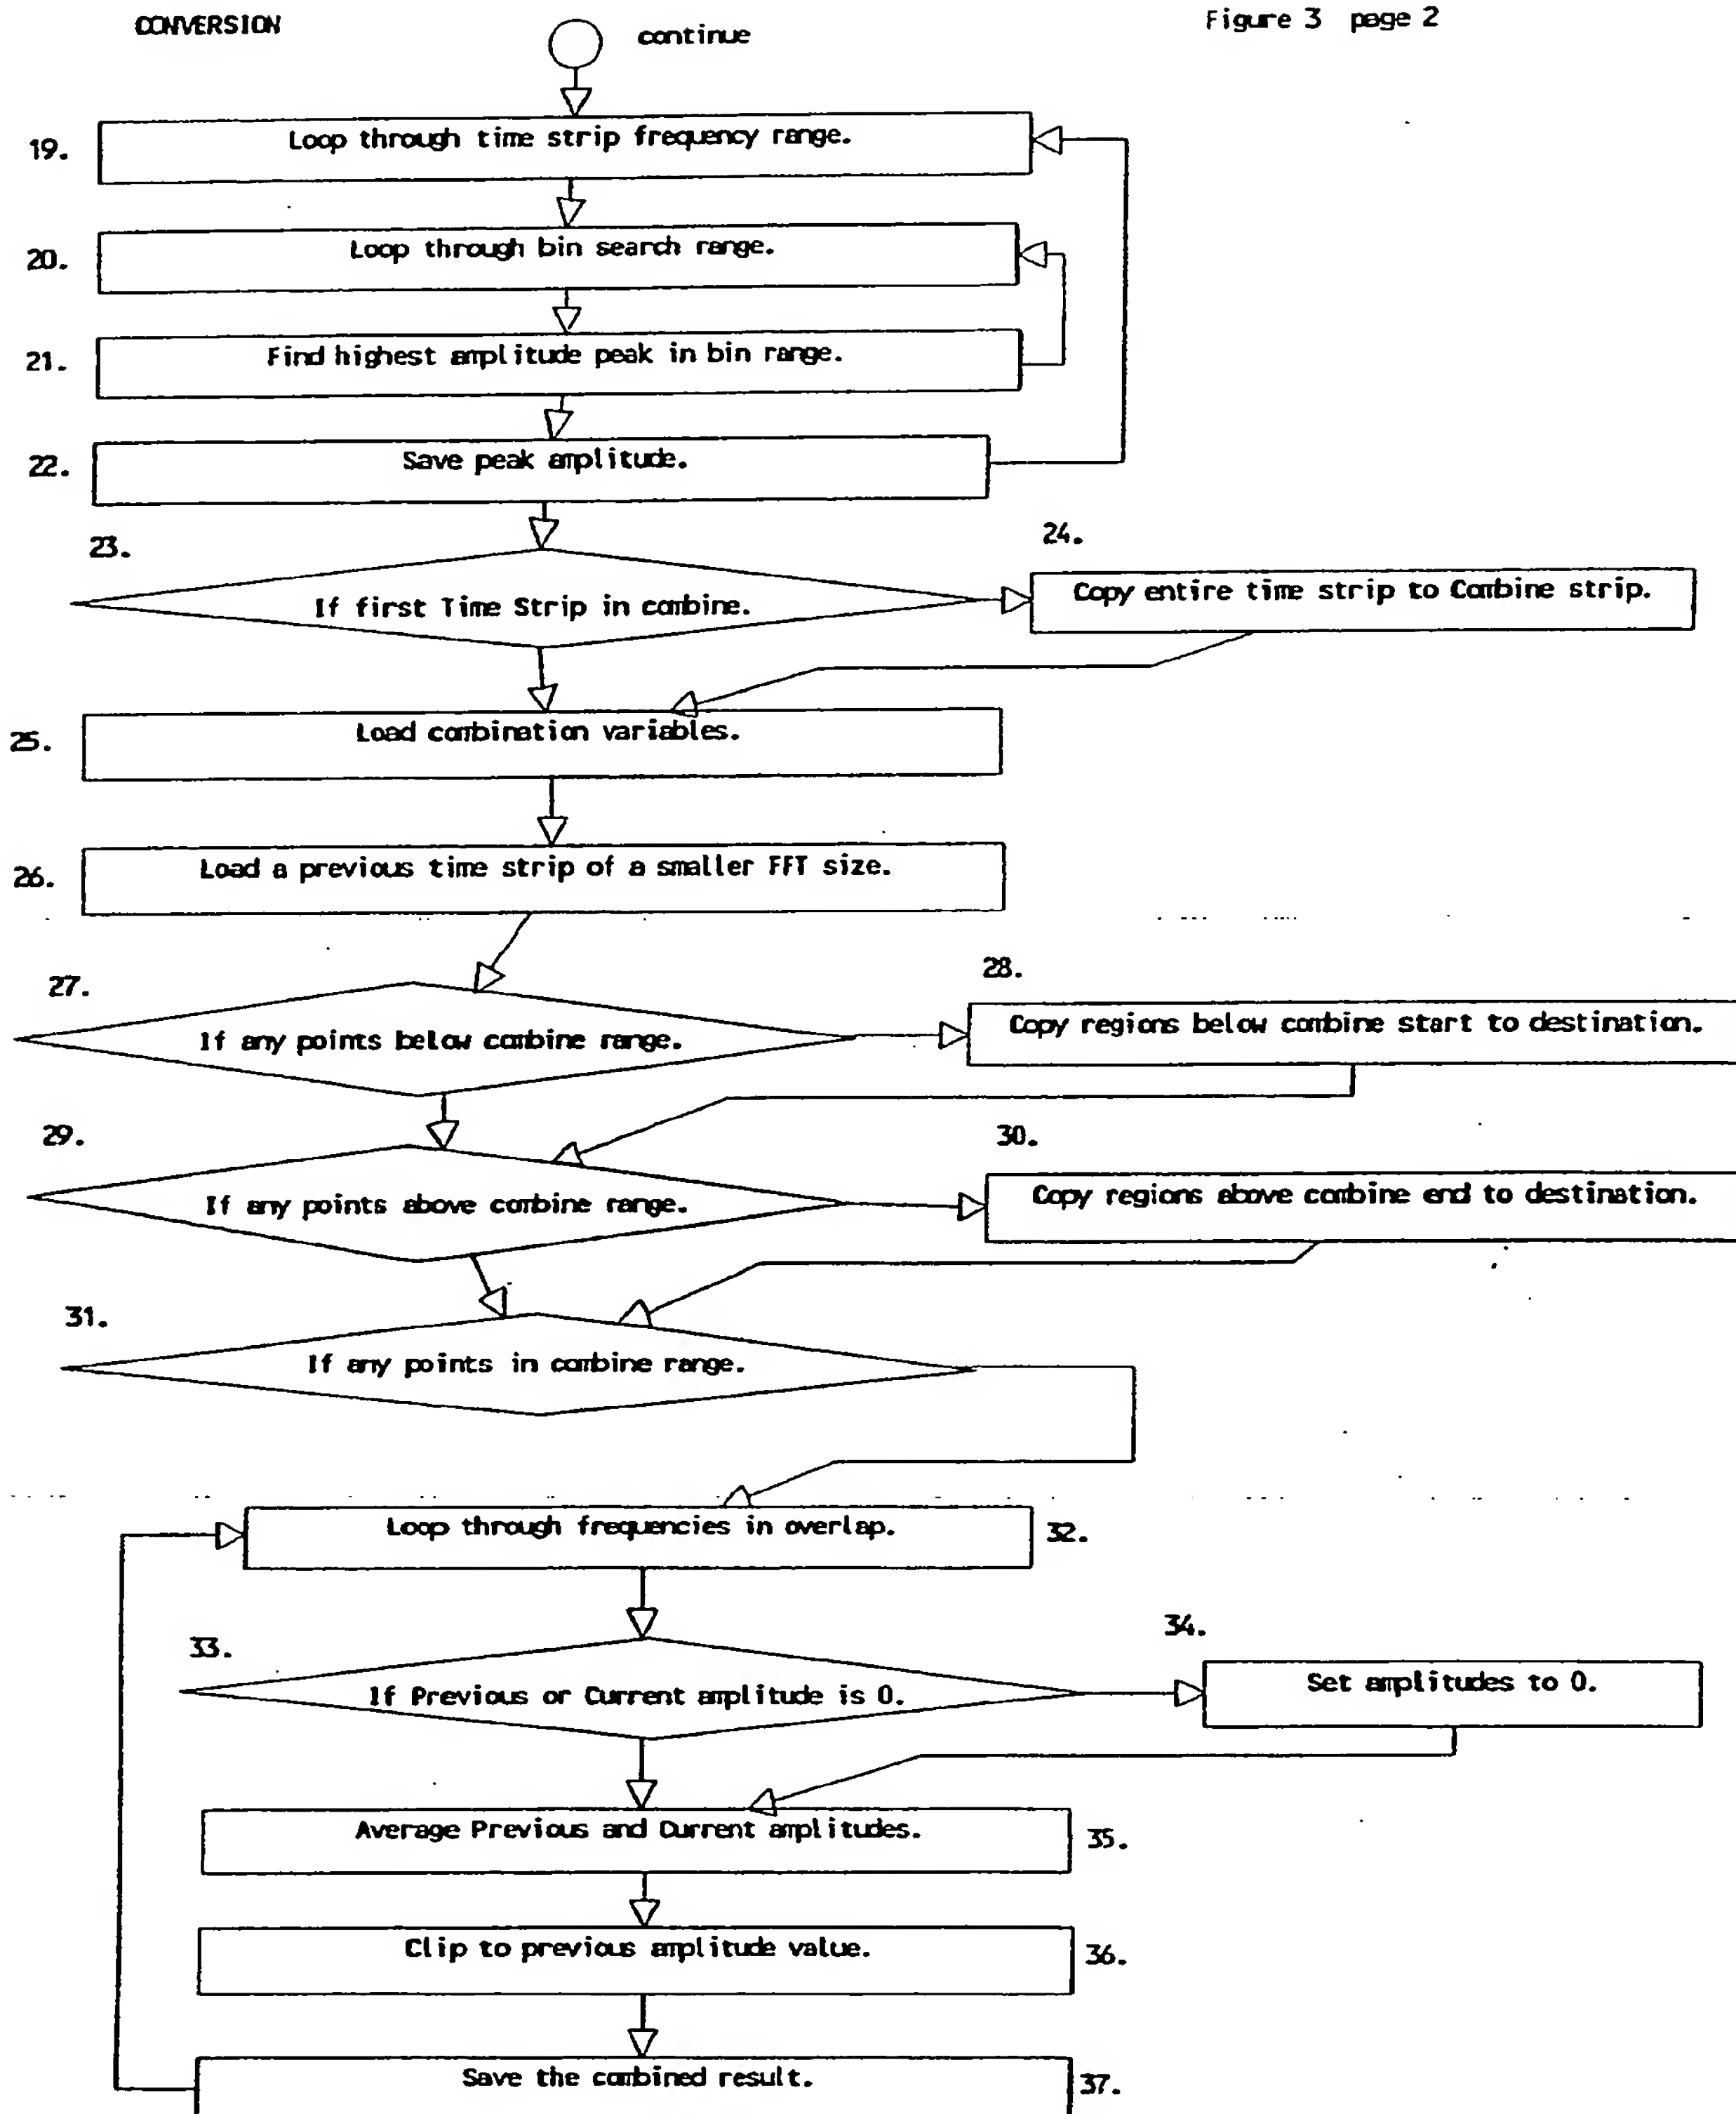 CONVERSION
continue
Figure 3 page 2
19.
Loop through time strip frequency range.
20.
Loop through bin search range.
21.
Find highest amplitude peak in bin range.
22.
Save peak amplitude.
23.
If first Time Strip in combine.
24.
Copy entire time strip to Combine strip.
25.
Load combination variables.
26.
Load a previous time strip of a smaller FFT size.
27.
If any points below combine range.
28.
Copy regions below combine start to destination.
29.
If any points above combine range.
30.
Copy regions above combine end to destination.
31.
If any points in combine range.
Loop through frequencies in overlap.
32.
33.
If Previous or Current amplitude is 0.
34.
Set amplitudes to 0.
Average Previous and Current amplitudes.
35.
Clip to previous amplitude value.
36.
Save the combined result.
37.